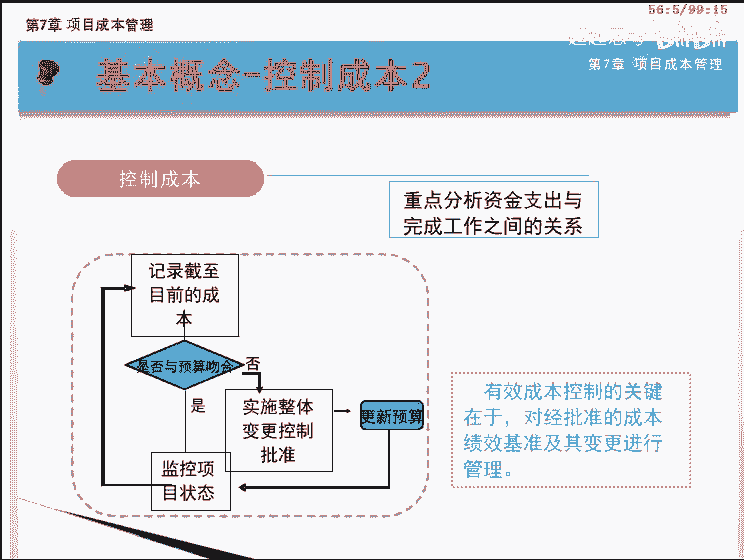 56:5/99:15
第7章 项目成本管理
第7章 项目成本管理
基本概念-控制成本2
控制成本
重点分析资金支出与
完成工作之间的关系
记录截至
目前的成
本
是否与预算吻合
否
是
实施整体
变更控制
批准
更新预算
监控项
目状态
有效成本控制的关键
在于，对经批准的成本
绩效基准及其变更进行
管理。